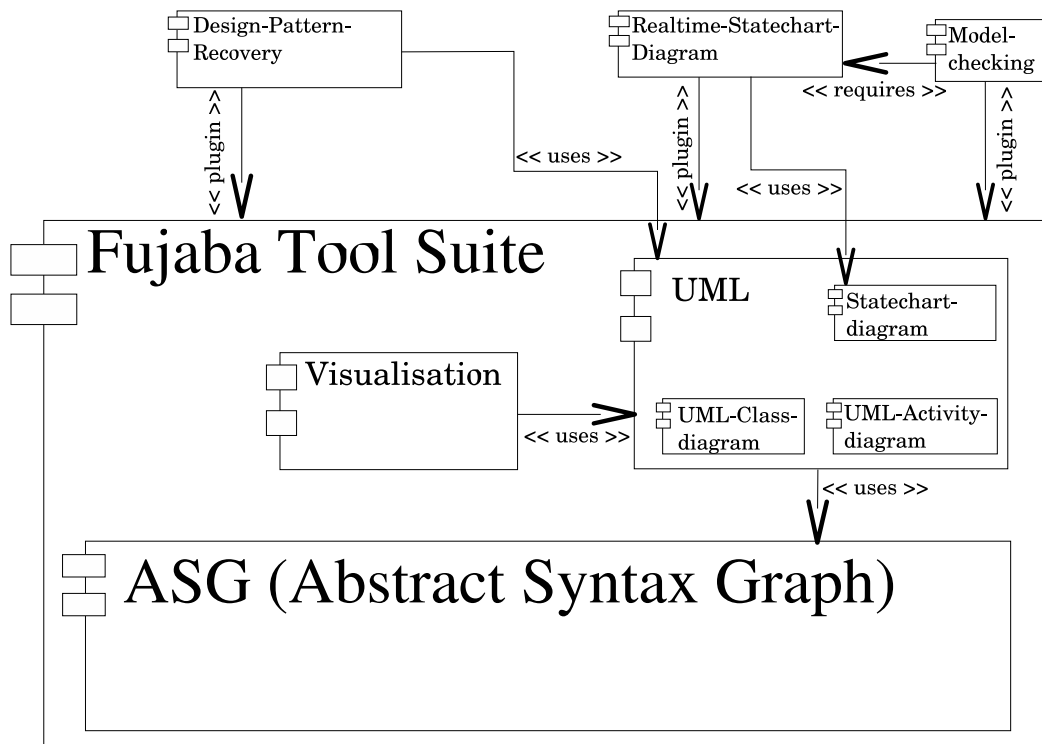 Design-Pattern-
Recovery
Realtime-Statechart-
Diagram
Model-
checking
<< requires >>
<< plugin >>
<< uses >>
<< plugin >>
<< uses >>
<< plugin >>
Fujaba Tool Suite
UML
Statechart-
diagram
Visualisation
<< uses >>
UML-Class-
diagram
UML-Activity-
diagram
<< uses >>
ASG (Abstract Syntax Graph)